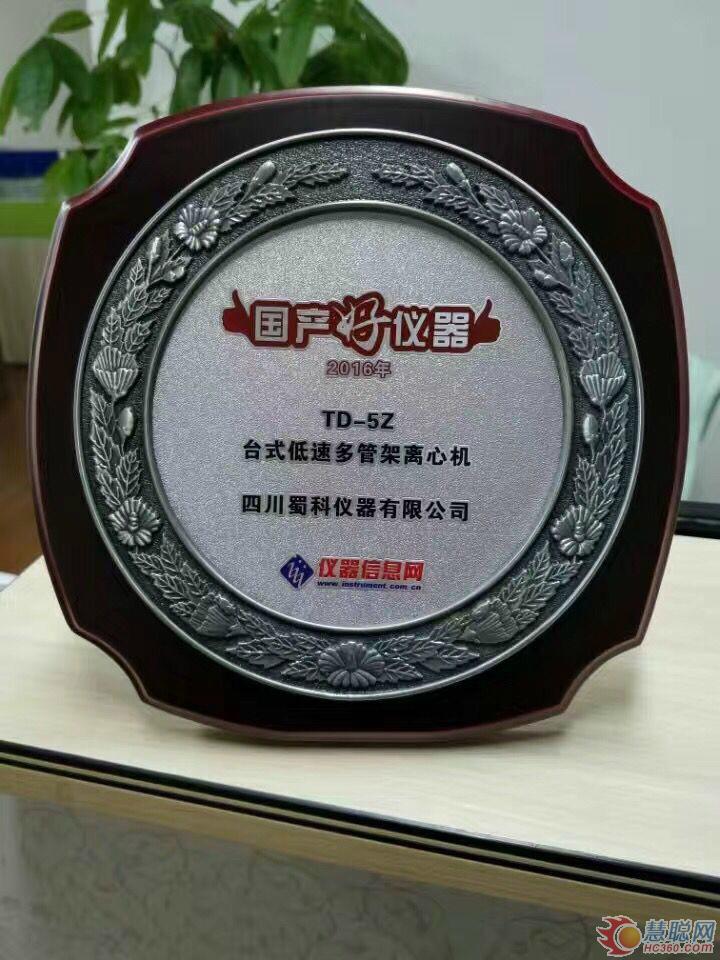 国产好仪器
2016年
TD-5Z
台式低速多管架离心机
四川蜀科仪器有限公司
仪器信息网
www.instrument.com.cn
慧聪网
HC360.com